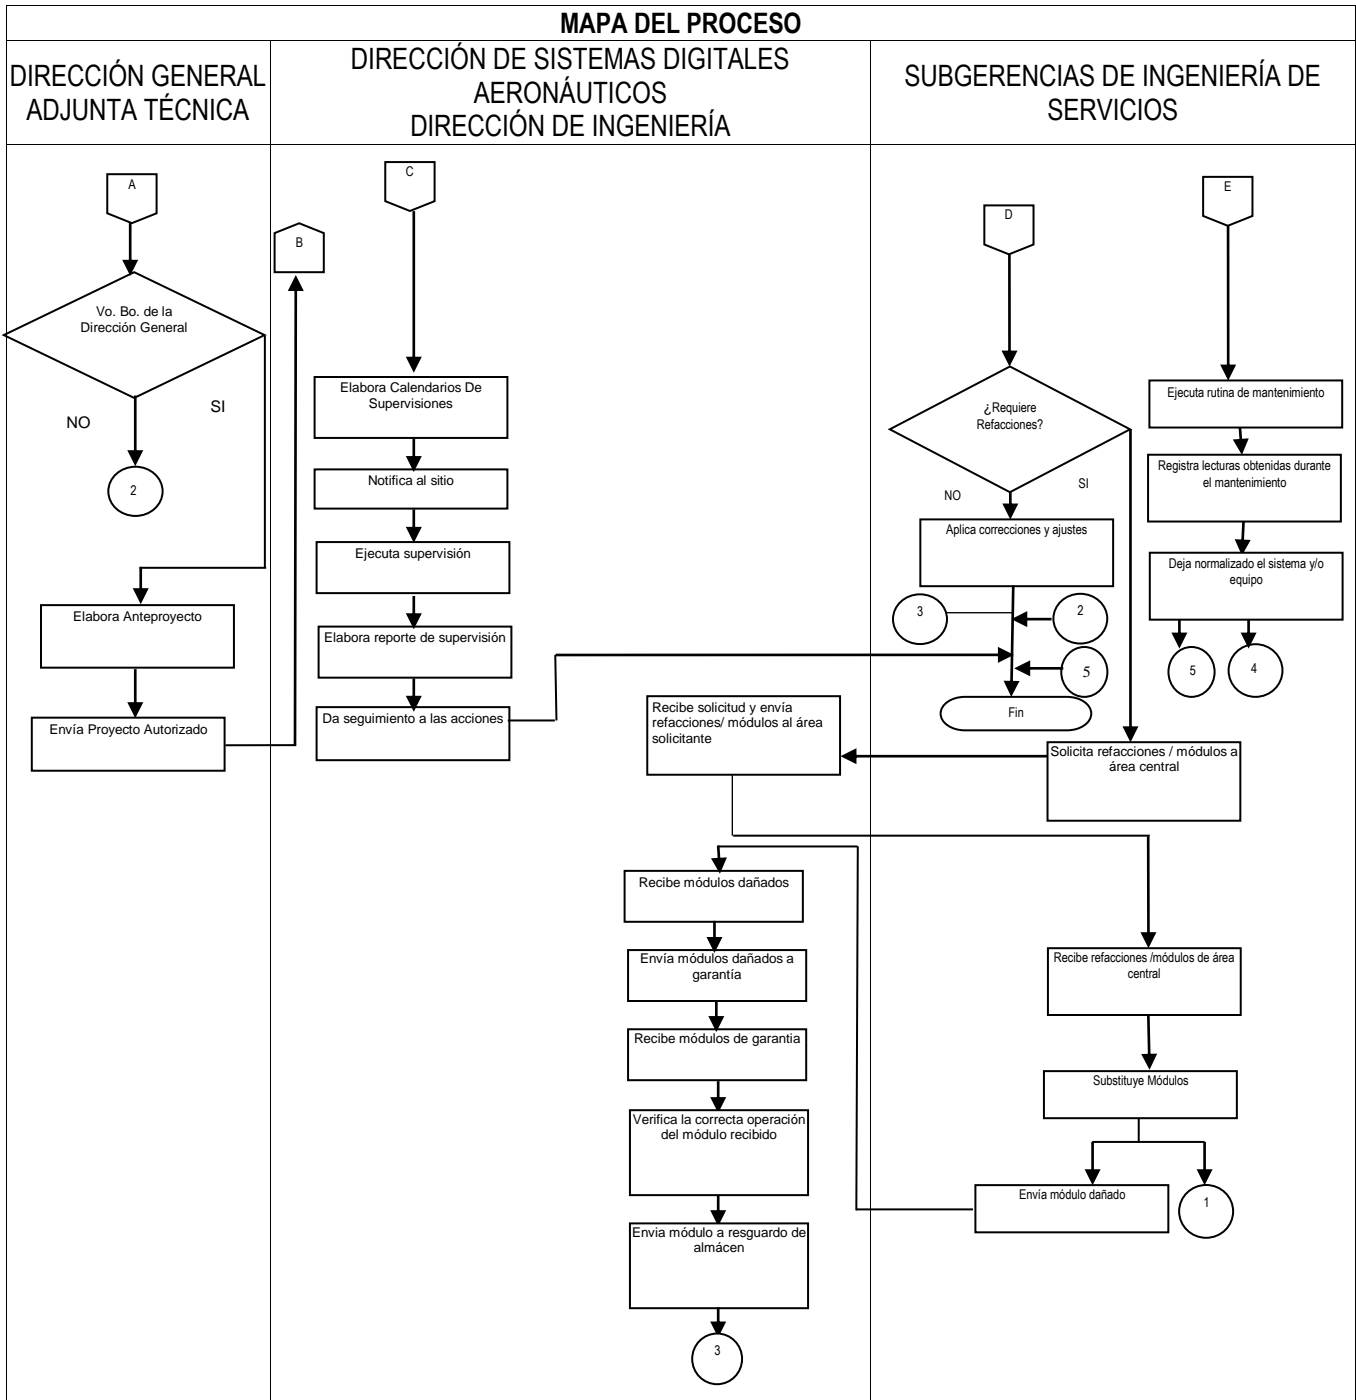 MAPA DEL PROCESO
DIRECCIÓN GENERAL
ADJUNTA TÉCNICA
DIRECCIÓN DE SISTEMAS DIGITALES
AERONÁUTICOS
DIRECCIÓN DE INGENIERÍA
SUBGERENCIAS DE INGENIERÍA DE
SERVICIOS
A
Vo. Bo. de la
Dirección General
NO
SI
2
Elabora Anteproyecto
Envía Proyecto Autorizado
B
C
Elabora Calendarios De
Supervisiones
Notifica al sitio
Ejecuta supervisión
Elabora reporte de supervisión
Da seguimiento a las acciones
Recibe solicitud y envía
refacciones/ módulos al área
solicitante
Recibe módulos dañados
Envía módulos dañados a
garantía
Recibe módulos de garantia
Verifica la correcta operación
del módulo recibido
Envia módulo a resguardo de
almácen
3
D
¿Requiere
Refacciones?
NO
SI
Aplica correcciones y ajustes
3
2
5
Fin
Solicita refacciones / módulos a
área central
Recibe refacciones /módulos de área
central
Substituye Módulos
Envía módulo dañado
1
E
Ejecuta rutina de mantenimiento
Registra lecturas obtenidas durante
el mantenimiento
Deja normalizado el sistema y/o
equipo
5
4